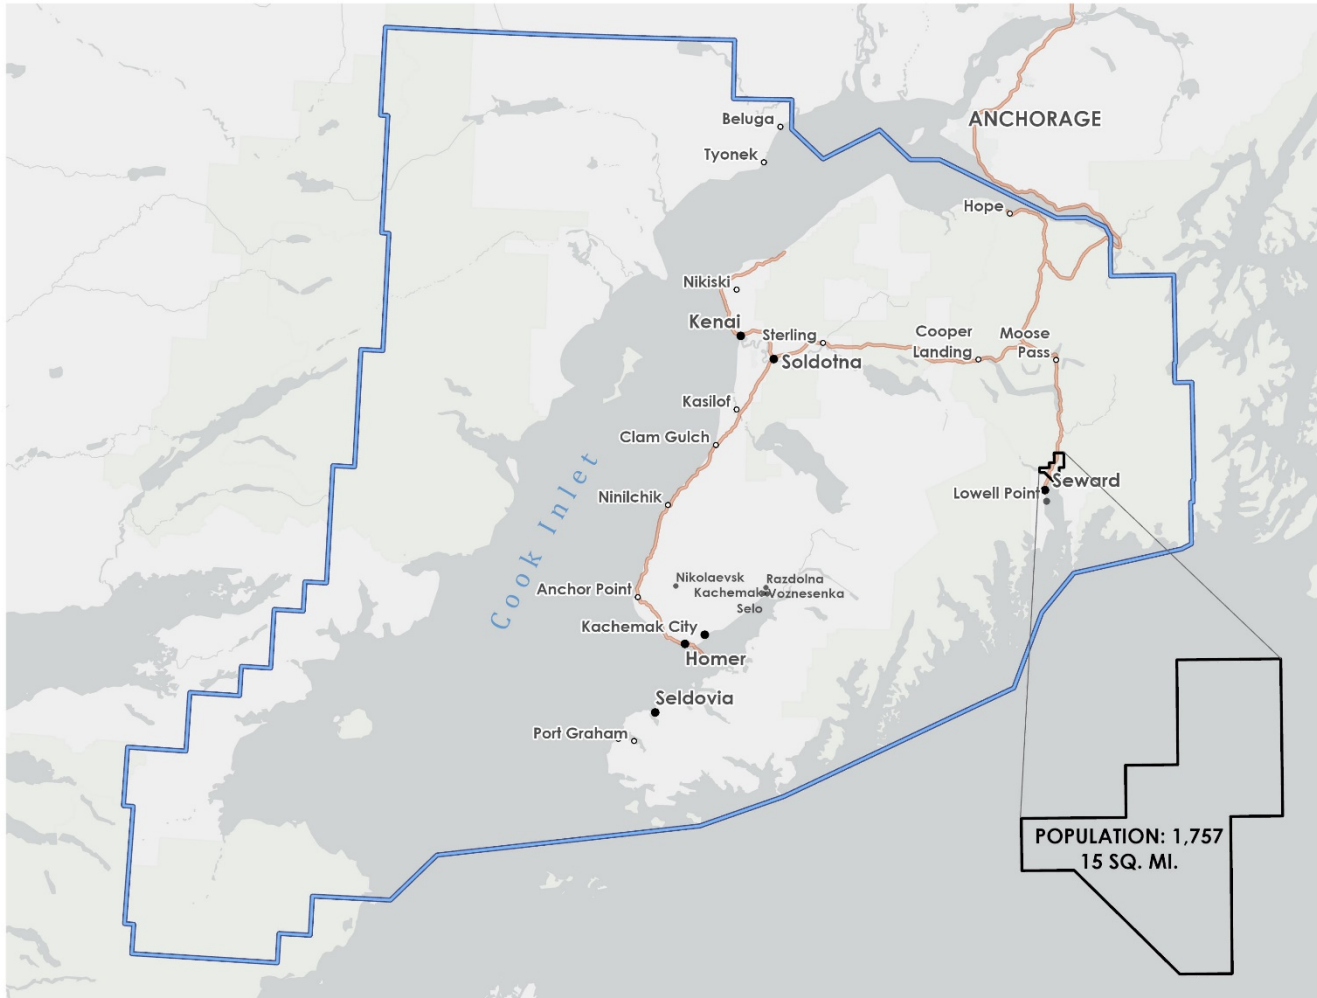 Beluga
ANCHORAGE
Tyonek
Hope
Nikiski
Kenai
Sterling
Cooper
Landing
Moose
Pass
Soldotna
Kasilof
Clam Gulch
Cook Inlet
Seward
Lowell Point
Ninilchik
Nikolaevsk
Razdolna
Kachemak
Voznesenka
Selo
Anchor Point
Kachemak City
Homer
Seldovia
Port Graham
POPULATION: 1,757
15 SQ. MI.